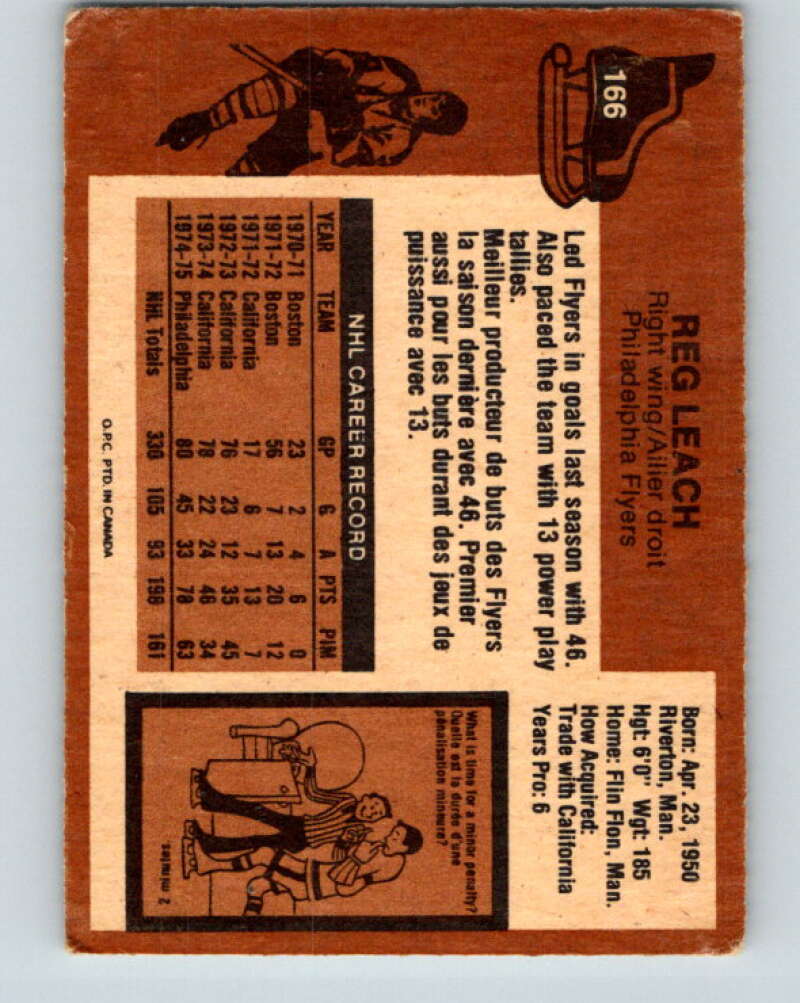 166
REG LEACH
Right wing/Ailier droit
Philadelphia Flyers
Born: Apr. 23, 1950
Riverton, Man.
Hgt: 6'0" Wgt: 185
Home: Flin Flon, Man.
How Acquired:
Trade with California
Years Pro: 6
Led Flyers in goals last season with 46.
Also paced the team with 13 power play
tallies.
Meilleur producteur de buts des Flyers
la saison dernière avec 46. Premier
aussi pour les buts durant des jeux de
puissance avec 13.
NHL CAREER RECORD
YEAR TEAM GP G A PTS PIM
1970-71 Boston 23 2 4 6 0
1971-72 Boston 56 7 13 20 12
1971-72 California 17 6 7 13 7
1972-73 California 76 23 12 35 45
1973-74 California 78 22 24 46 34
1974-75 Philadelphia 80 45 33 78 63
NHL Totals 330 105 93 198 161
What is time for a minor penalty?
Quelle est la durée d'une
pénalisation mineure?
2 minutes.
O.P.C. PTD. IN CANADA